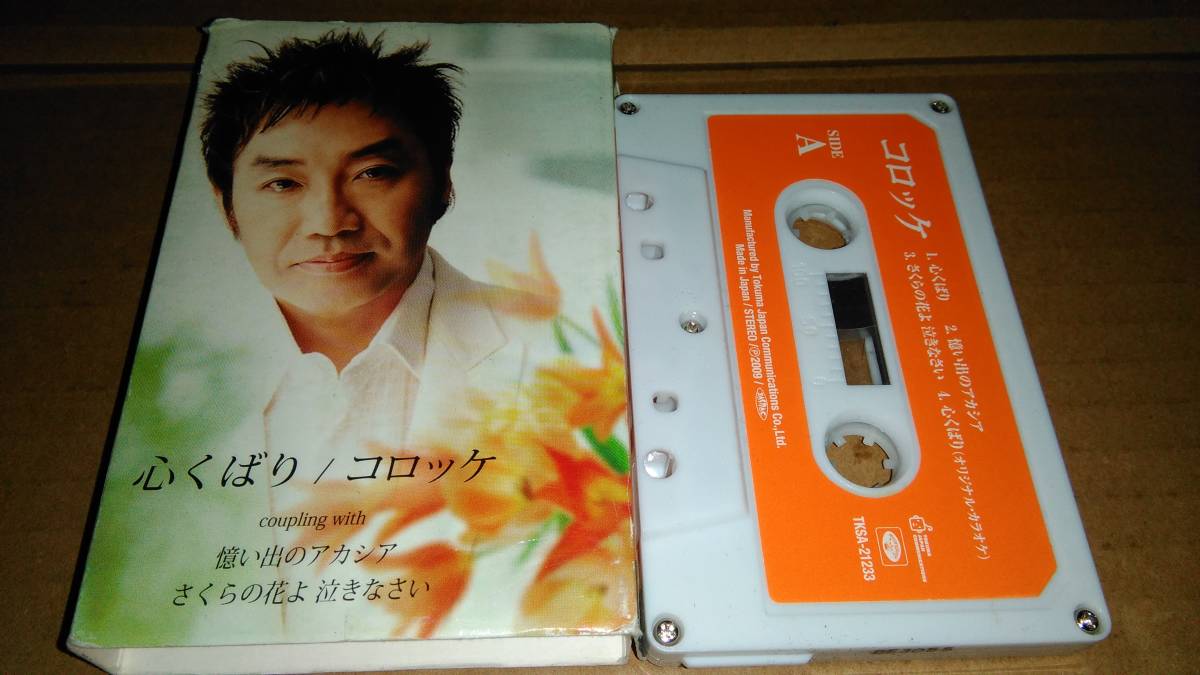 心くばり / コロッケ
coupling with
憶い出のアカシア
さくらの花よ 泣きなさい
SIDE
A
コロッケ
1. 心くばり 2. 憶い出のアカシア
3. さくらの花よ 泣きなさい 4. 心くばり(オリジナル・カラオケ)
Manufactured by Tokuma Japan Communications Co.,Ltd.
Made in Japan / STEREO / Ⓟ2009 /
TKSA-21233